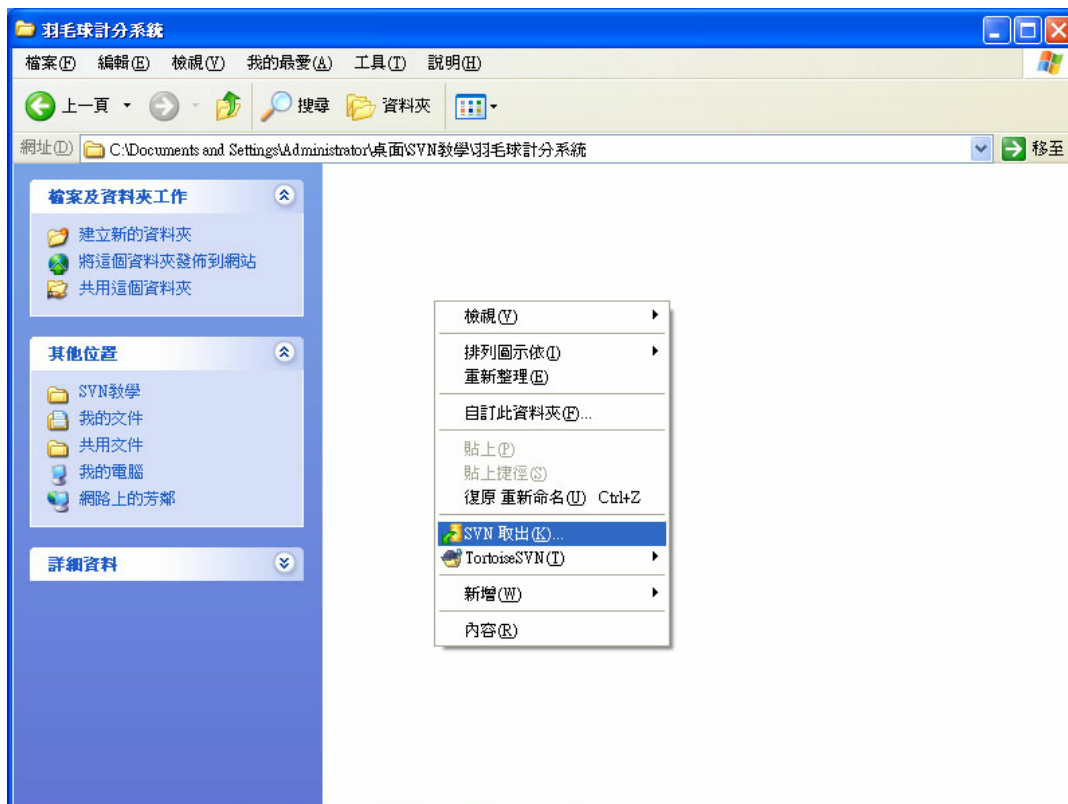 羽毛球計分系統
檔案(F) 編輯(E) 檢視(V) 我的最愛(A) 工具(T) 說明(H)
上一頁 搜尋 資料夾
網址(D) C:\Documents and Settings\Administrator\桌面\SVN教學\羽毛球計分系統 移至
檔案及資料夾工作
建立新的資料夾
將這個資料夾發佈到網站
共用這個資料夾
其他位置
SVN教學
我的文件
共用文件
我的電腦
網路上的芳鄰
詳細資料
檢視(V)
排列圖示依(I)
重新整理(E)
自訂此資料夾(F)...
貼上(P)
貼上捷徑(S)
復原 重新命名(U) Ctrl+Z
SVN 取出(K)...
TortoiseSVN(T)
新增(W)
內容(R)